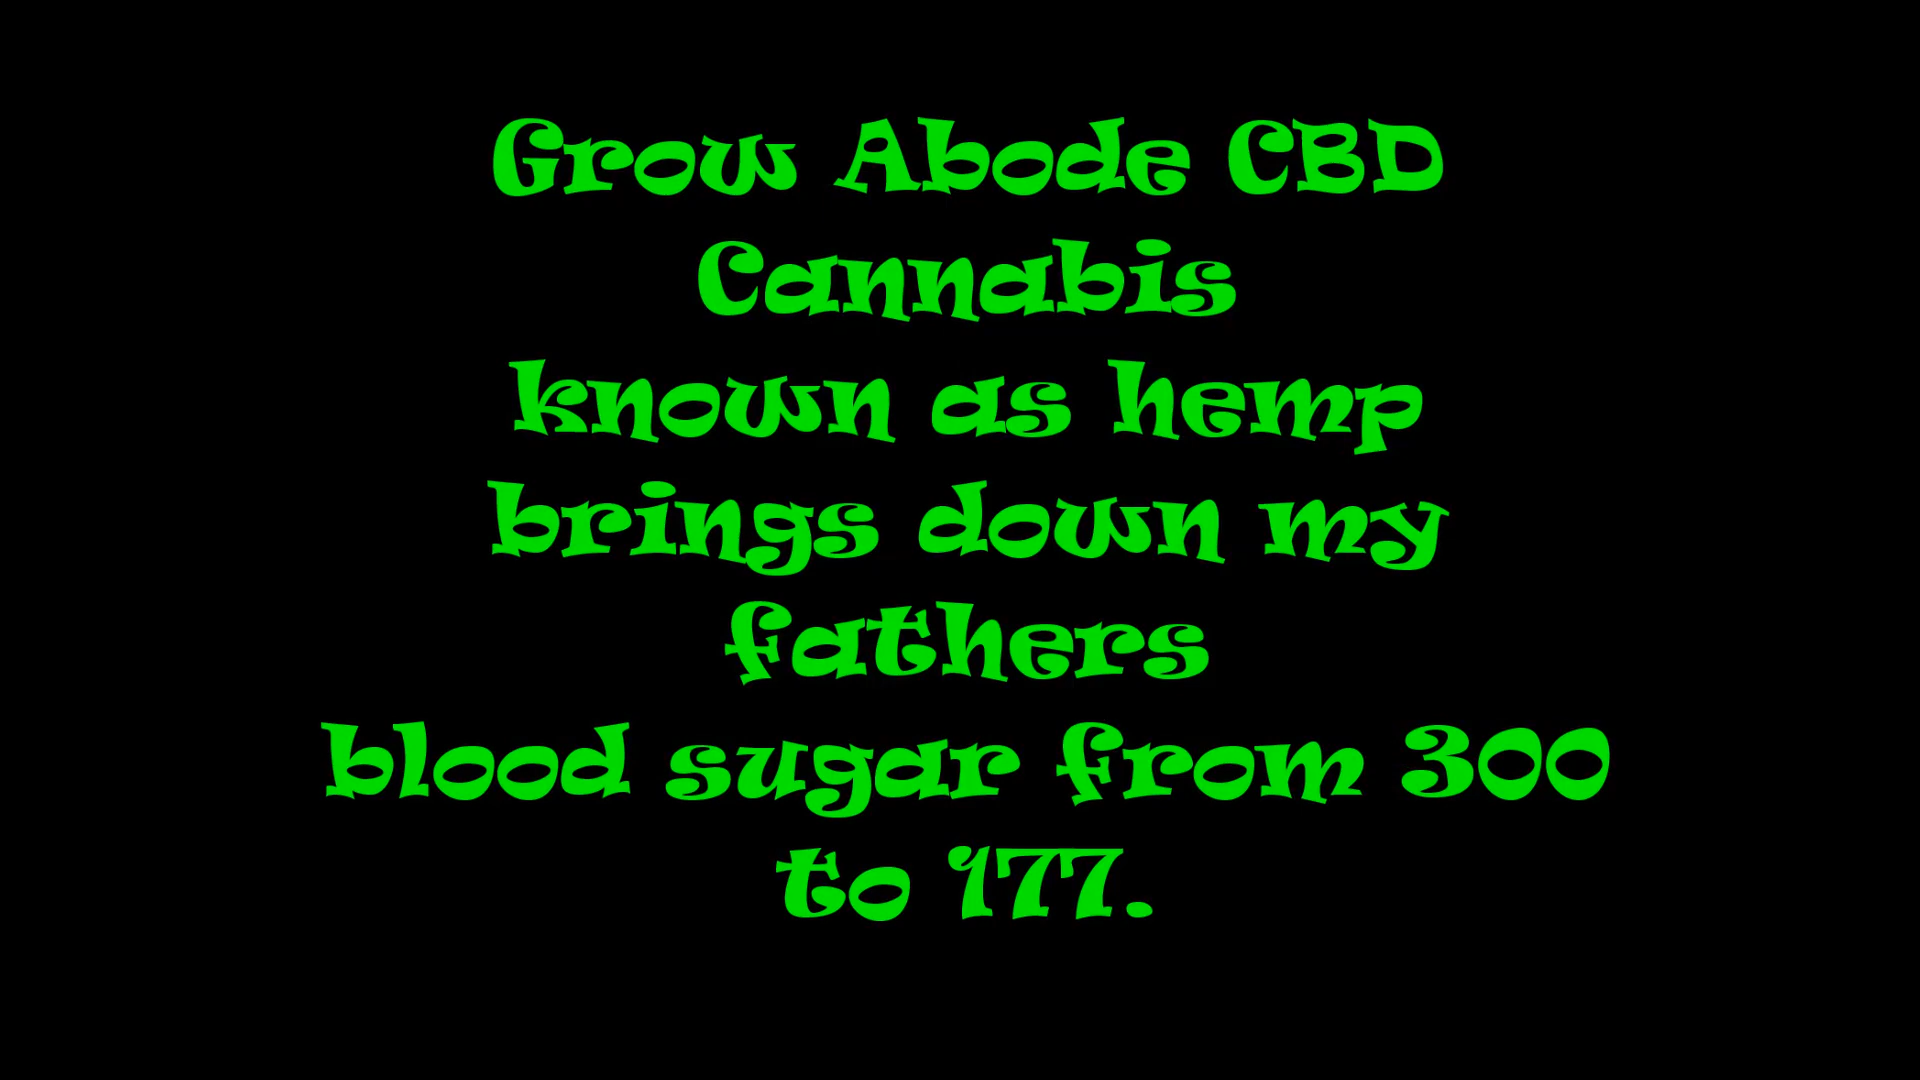 Grow Abode CBD
Cannabis
known as hemp
brings down my
fathers
blood sugar from 300
to 177.